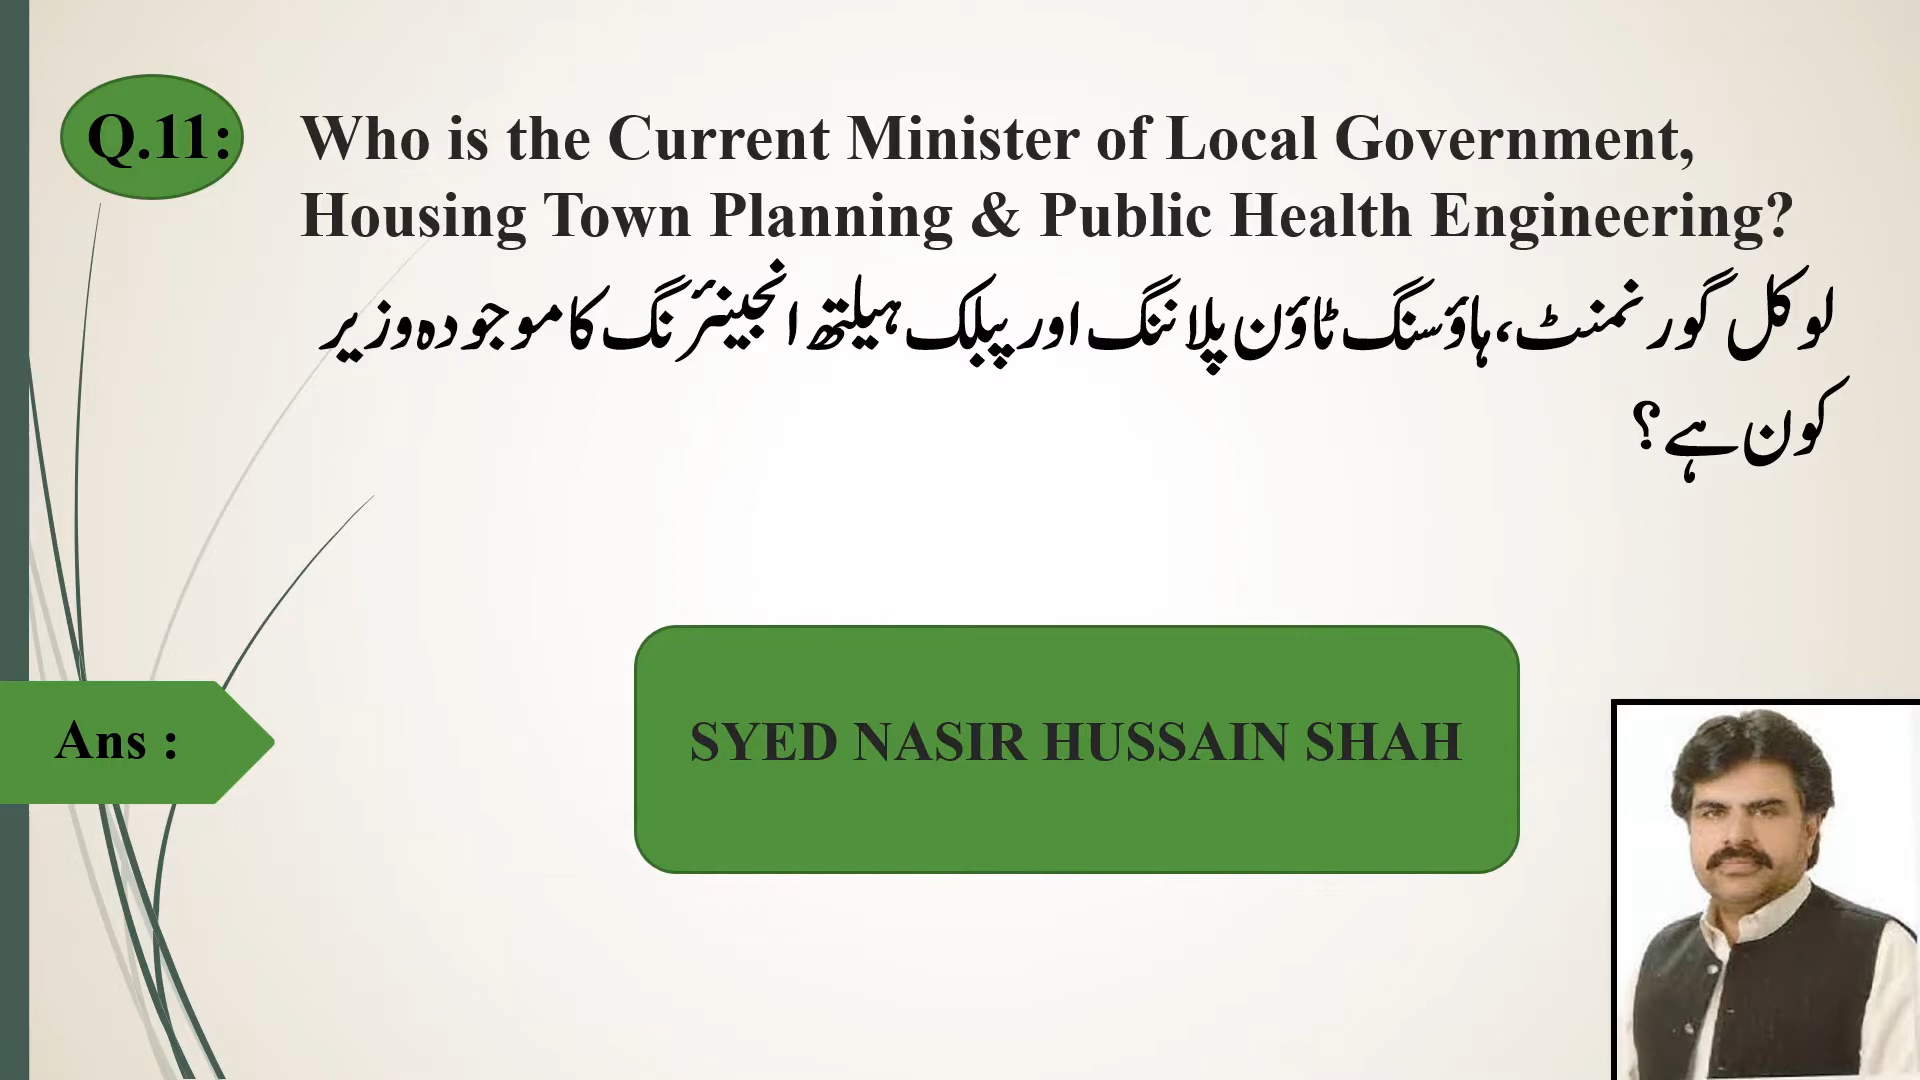 Q.11:
Who is the Current Minister of Local Government,
Housing Town Planning & Public Health Engineering?
لوکل گورنمنٹ، ہاؤسنگ ٹاؤن پلاننگ اور پبلک ہیلتھ انجینئرنگ کا موجودہ وزیر
کون ہے ؟
Ans :
SYED NASIR HUSSAIN SHAH